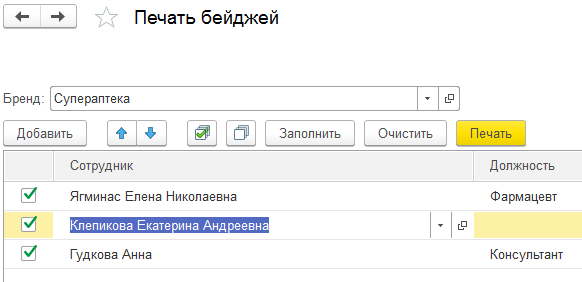 Печать бейджей
Бренд: Супераптека
Добавить Заполнить Очистить Печать
Сотрудник Должность
Ягминас Елена Николаевна Фармацевт
Клепикова Екатерина Андреевна
Гудкова Анна Консультант